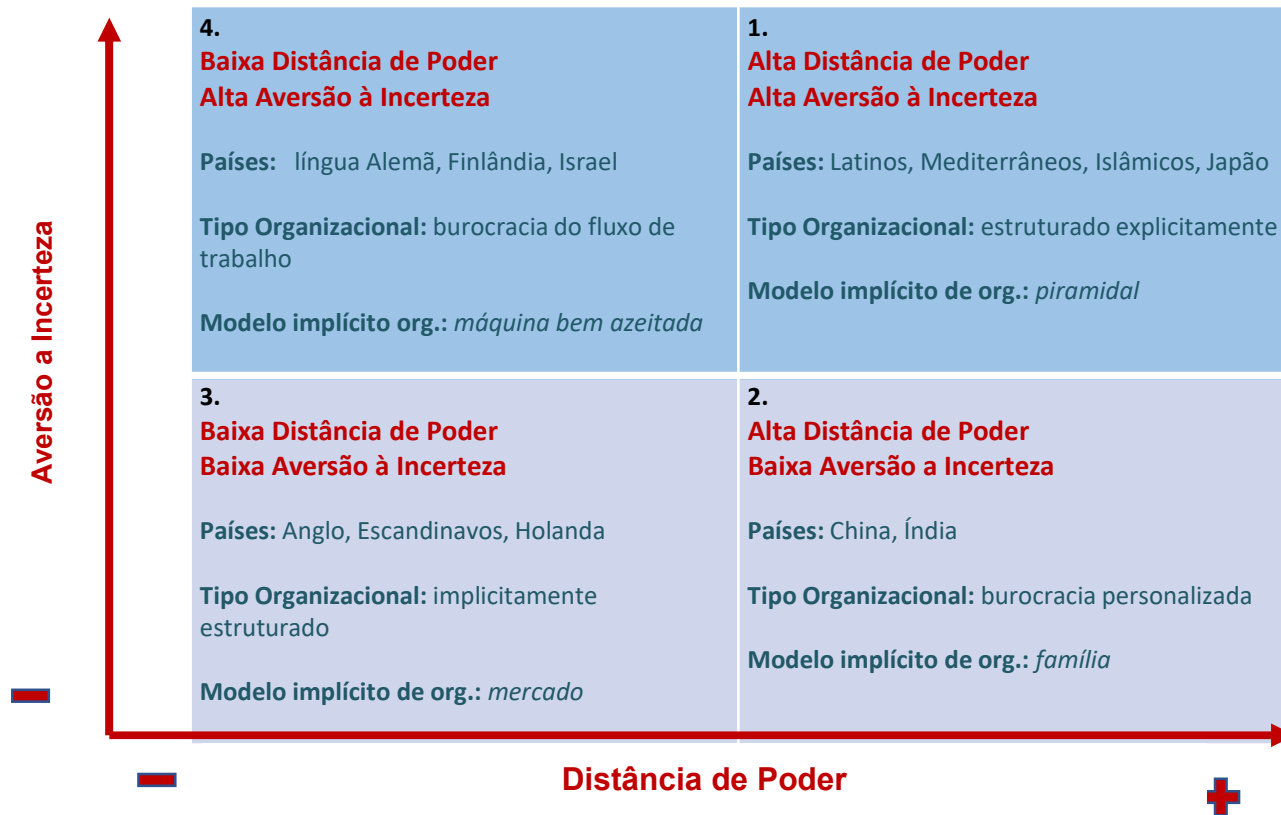 4.
Baixa Distância de Poder
Alta Aversão à Incerteza
Países: língua Alemã, Finlândia, Israel
Tipo Organizacional: burocracia do fluxo de
trabalho
Modelo implícito org.: máquina bem azeitada
1.
Alta Distância de Poder
Alta Aversão à Incerteza
Países: Latinos, Mediterrâneos, Islâmicos, Japão
Tipo Organizacional: estruturado explicitamente
Modelo implícito de org.: piramidal
Aversão a Incerteza
3.
Baixa Distância de Poder
Baixa Aversão à Incerteza
Países: Anglo, Escandinavos, Holanda
Tipo Organizacional: implicitamente
estruturado
Modelo implícito de org.: mercado
2.
Alta Distância de Poder
Baixa Aversão a Incerteza
Países: China, Índia
Tipo Organizacional: burocracia personalizada
Modelo implícito de org.: família
Distância de Poder